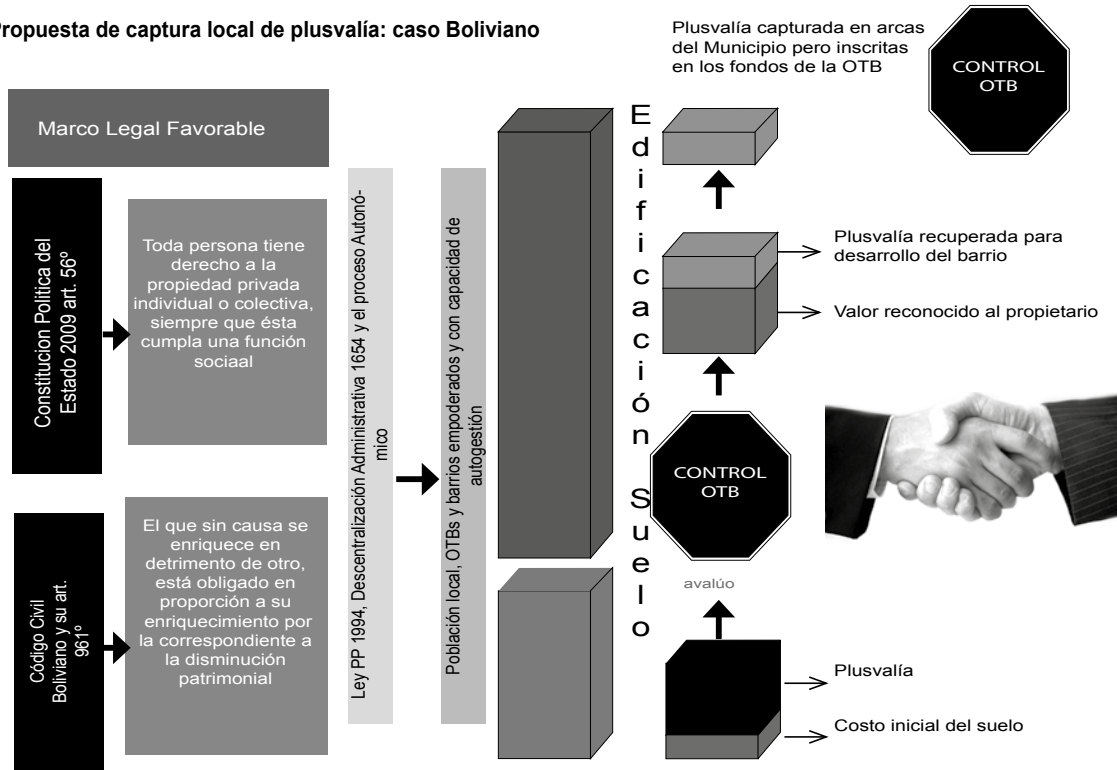 Propuesta de captura local de plusvalía: caso Boliviano
Marco Legal Favorable
Constitucion Politica del
Estado 2009 art. 56º
Toda persona tiene
derecho a la
propiedad privada
individual o colectiva,
siempre que ésta
cumpla una función
sociaal
Código Civil
Boliviano y su art.
961º
El que sin causa se
enriquece en
detrimento de otro,
está obligado en
proporción a su
enriquecimiento por
la correspondiente a
la disminución
patrimonial
Ley PP 1994, Descentralización Administrativa 1654 y el proceso Autonó-
mico
Población local, OTBs y barrios empoderados y con capacidad de
autogestión
Edificación Suelo
Plusvalía capturada en arcas
del Municipio pero inscritas
en los fondos de la OTB
CONTROL
OTB
Plusvalía recuperada para
desarrollo del barrio
Valor reconocido al propietario
CONTROL
OTB
avalúo
Plusvalía
Costo inicial del suelo